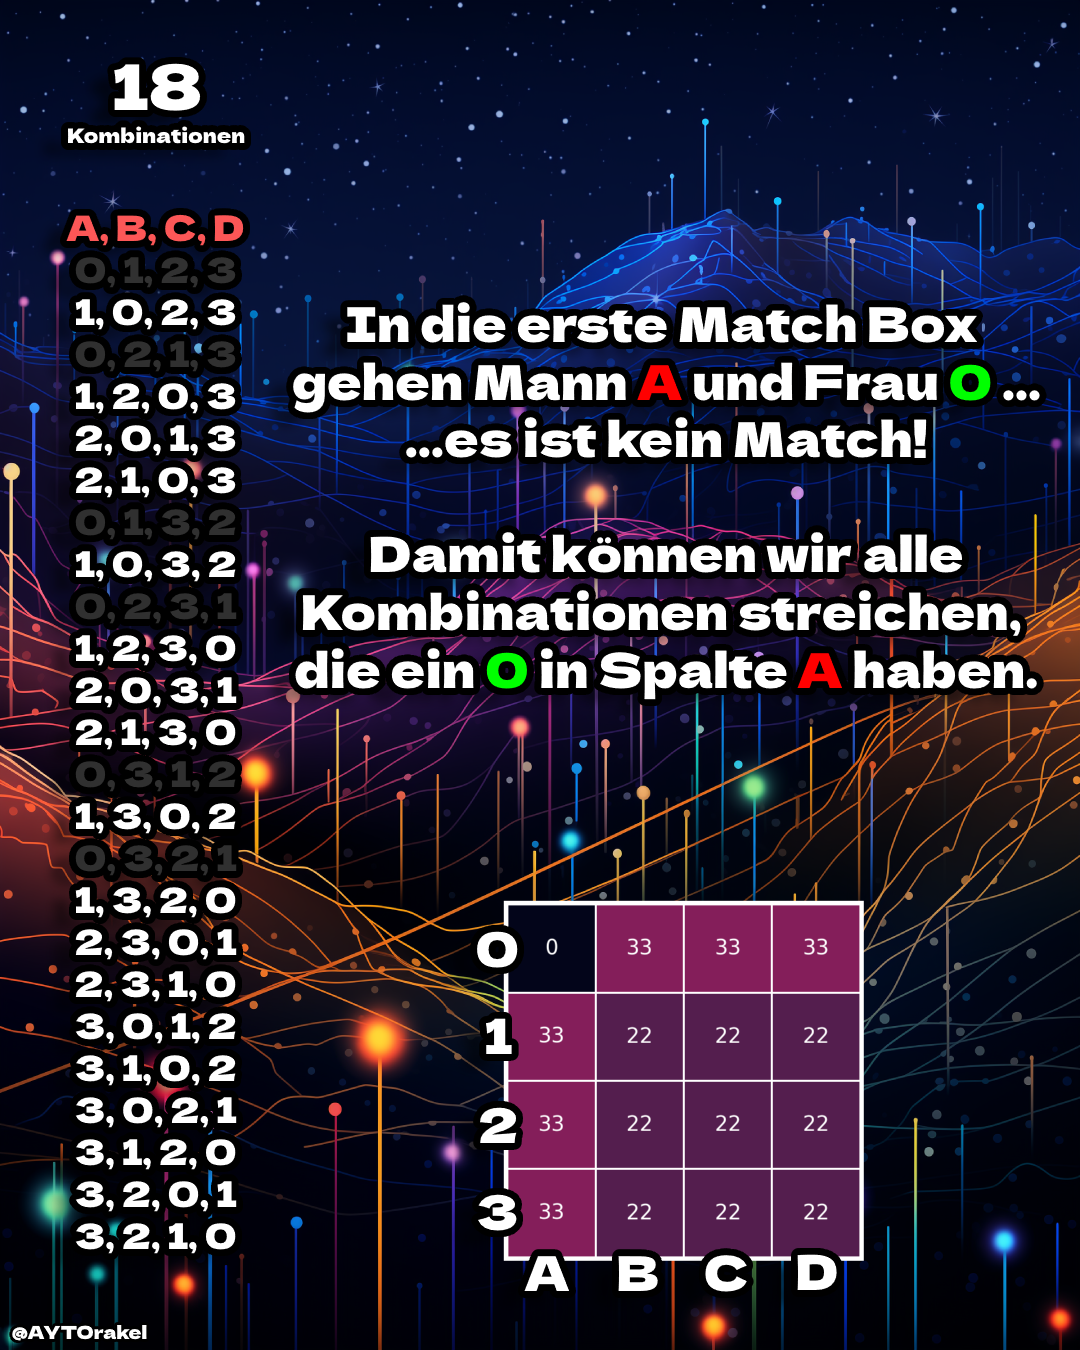 18
Kombinationen
A, B, C, D
0, 1, 2, 3
1, 0, 2, 3
0, 2, 1, 3
1, 2, 0, 3
2, 0, 1, 3
2, 1, 0, 3
0, 1, 3, 2
1, 0, 3, 2
0, 2, 3, 1
1, 2, 3, 0
2, 0, 3, 1
2, 1, 3, 0
0, 3, 1, 2
1, 3, 0, 2
0, 3, 2, 1
1, 3, 2, 0
2, 3, 0, 1
2, 3, 1, 0
3, 0, 1, 2
3, 1, 0, 2
3, 0, 2, 1
3, 1, 2, 0
3, 2, 0, 1
3, 2, 1, 0
In die erste Match Box
gehen Mann A und Frau 0 ...
...es ist kein Match!
Damit können wir alle
Kombinationen streichen,
die ein 0 in Spalte A haben.
0 0 33 33 33
1 33 22 22 22
2 33 22 22 22
3 33 22 22 22
A B C D
@AYTOrakel